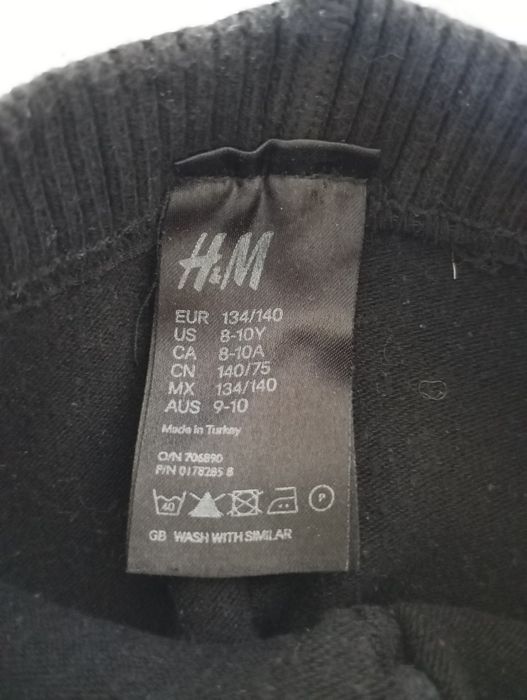 H&M
EUR 134/140
US 8-10Y
CA 8-10A
CN 140/75
MX 134/140
AUS 9-10
Made in Turkey
O/N 706890
P/N 0178285 8
40 P
GB WASH WITH SIMILAR